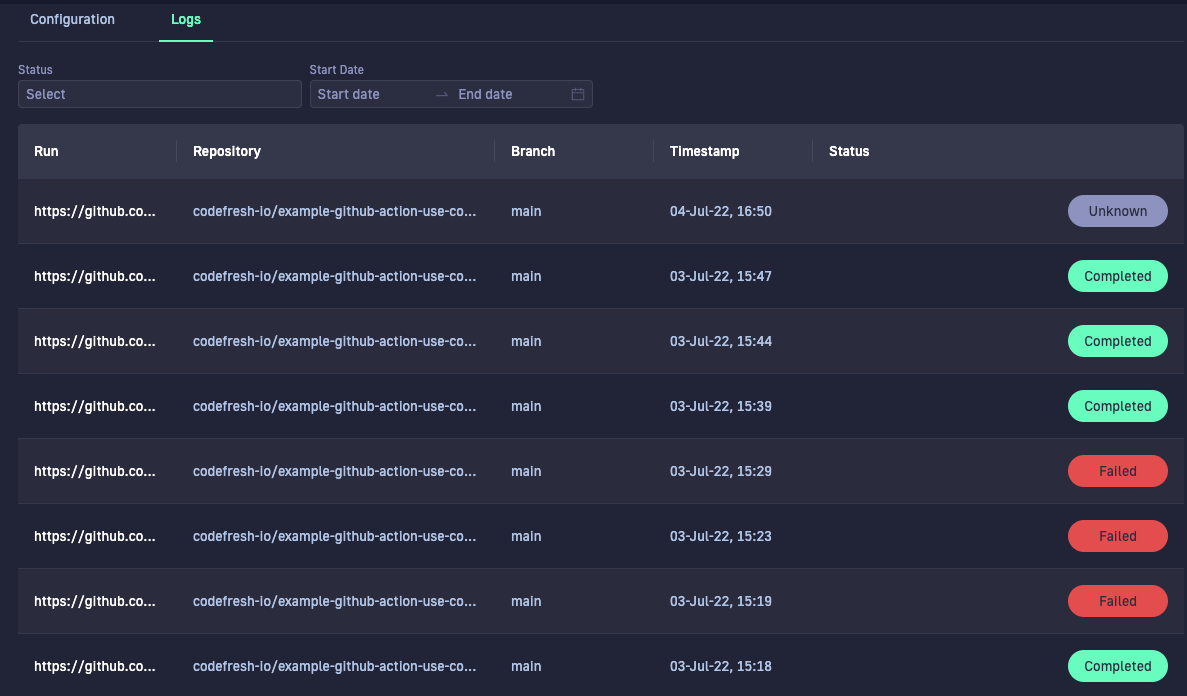 Configuration Logs
Status Start Date
Select Start date → End date
Run Repository Branch Timestamp Status
https://github.co... codefresh-io/example-github-action-use-co... main 04-Jul-22, 16:50 Unknown
https://github.co... codefresh-io/example-github-action-use-co... main 03-Jul-22, 15:47 Completed
https://github.co... codefresh-io/example-github-action-use-co... main 03-Jul-22, 15:44 Completed
https://github.co... codefresh-io/example-github-action-use-co... main 03-Jul-22, 15:39 Completed
https://github.co... codefresh-io/example-github-action-use-co... main 03-Jul-22, 15:29 Failed
https://github.co... codefresh-io/example-github-action-use-co... main 03-Jul-22, 15:23 Failed
https://github.co... codefresh-io/example-github-action-use-co... main 03-Jul-22, 15:19 Failed
https://github.co... codefresh-io/example-github-action-use-co... main 03-Jul-22, 15:18 Completed